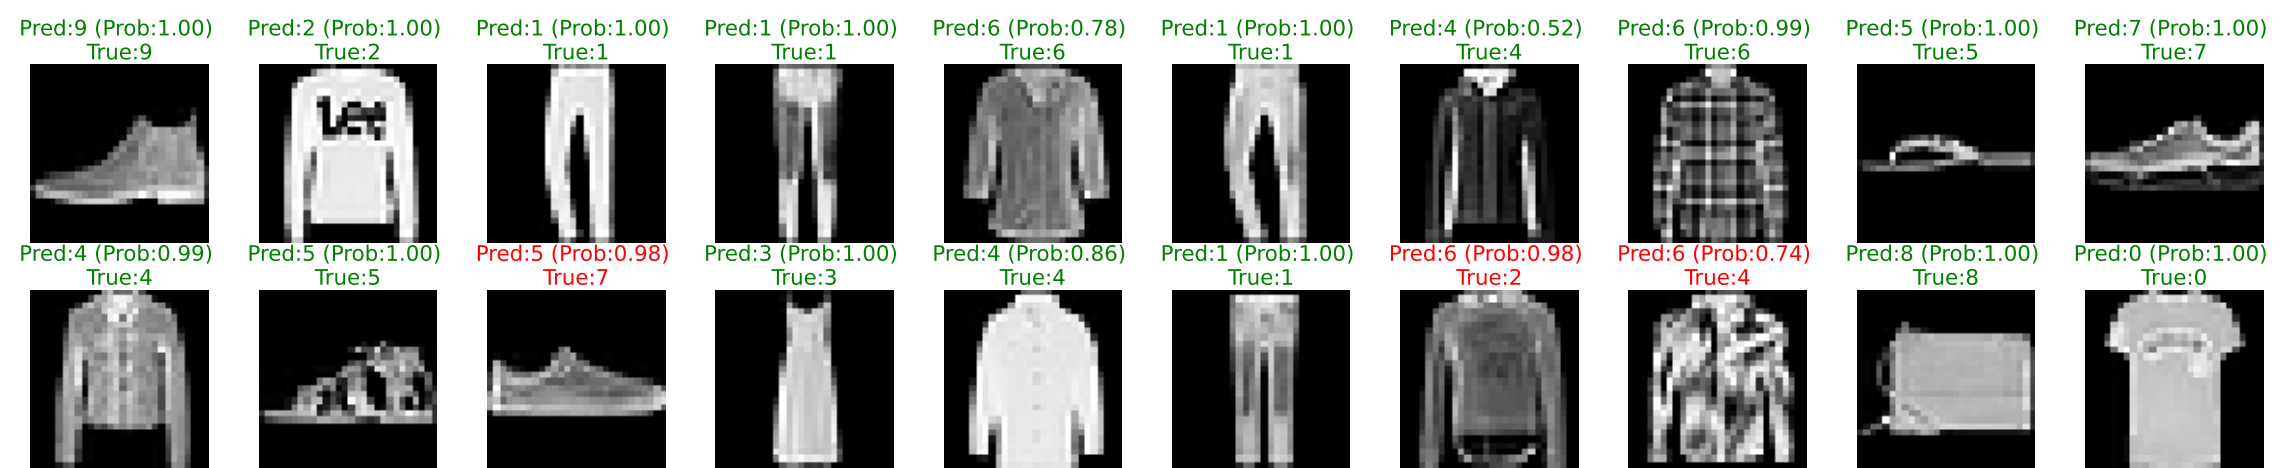 Pred:9 (Prob:1.00)
True:9
Pred:2 (Prob:1.00)
True:2
Pred:1 (Prob:1.00)
True:1
Pred:1 (Prob:1.00)
True:1
Pred:6 (Prob:0.78)
True:6
Pred:1 (Prob:1.00)
True:1
Pred:4 (Prob:0.52)
True:4
Pred:6 (Prob:0.99)
True:6
Pred:5 (Prob:1.00)
True:5
Pred:7 (Prob:1.00)
True:7
Lee
Pred:4 (Prob:0.99)
True:4
Pred:5 (Prob:1.00)
True:5
Pred:5 (Prob:0.98)
True:7
Pred:3 (Prob:1.00)
True:3
Pred:4 (Prob:0.86)
True:4
Pred:1 (Prob:1.00)
True:1
Pred:6 (Prob:0.98)
True:2
Pred:6 (Prob:0.74)
True:4
Pred:8 (Prob:1.00)
True:8
Pred:0 (Prob:1.00)
True:0